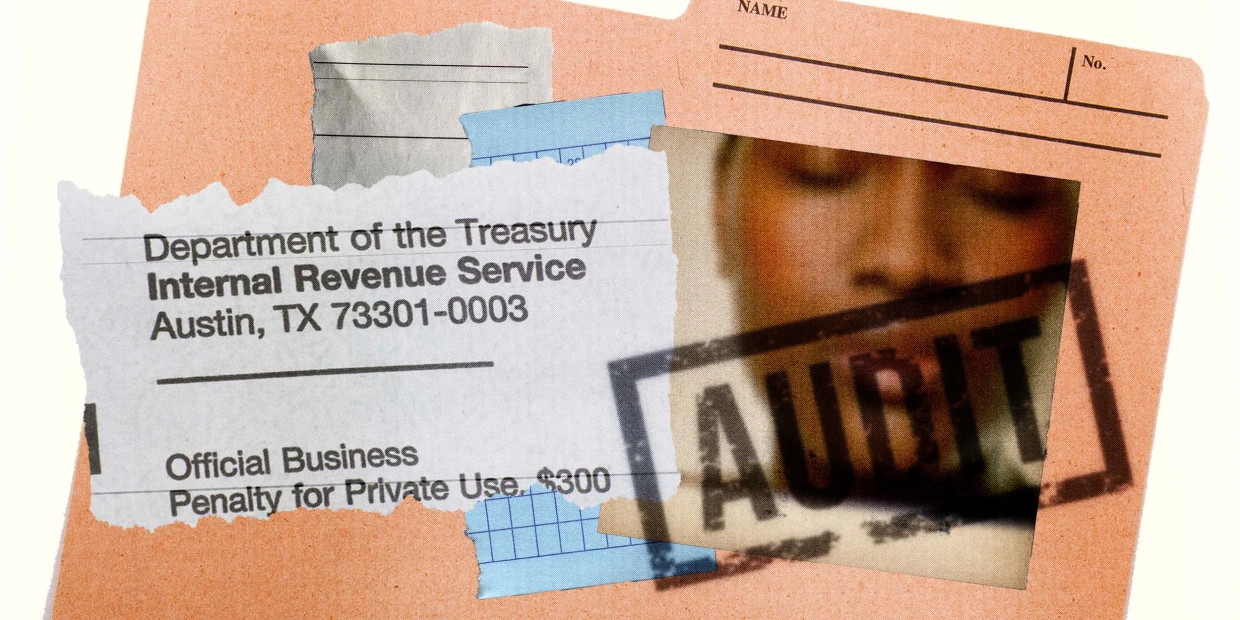 NAME
No.
Department of the Treasury
Internal Revenue Service
Austin, TX 73301-0003
Official Business
Penalty for Private Use, $300
AUDIT